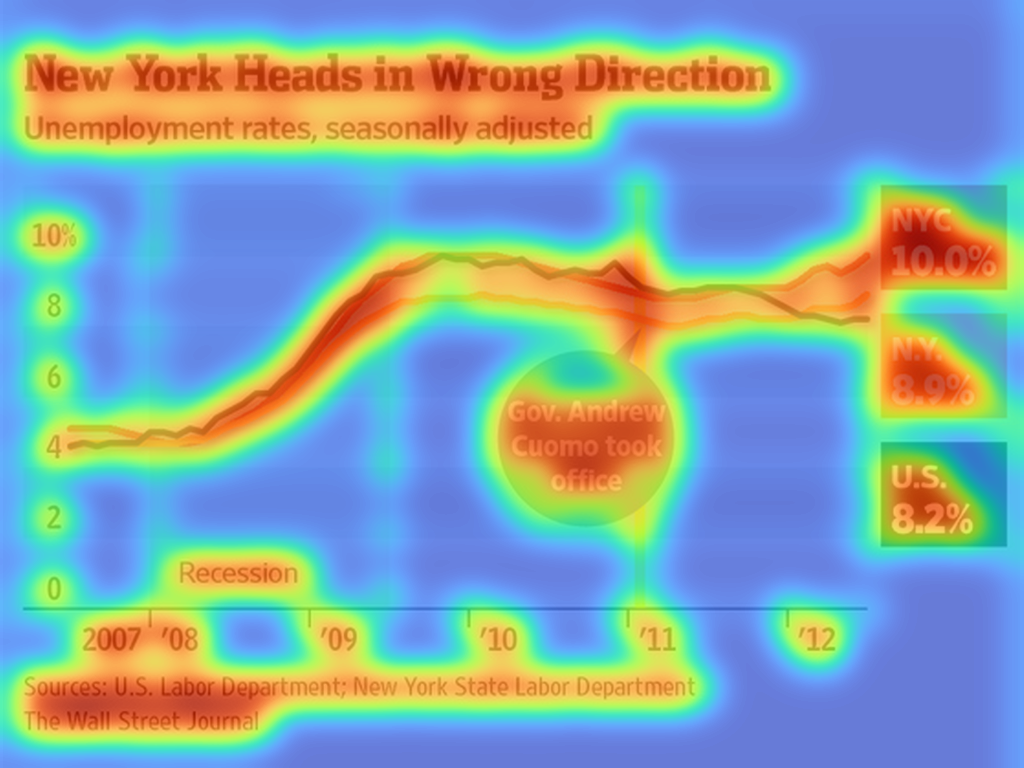 New York Heads in Wrong Direction
Unemployment rates, seasonally adjusted
10%
8
6
4
2
0
NYC
10.0%
N.Y.
8.9%
U.S.
8.2%
Gov. Andrew
Cuomo took
office
Recession
2007 '08 '09 '10 '11 '12
Sources: U.S. Labor Department; New York State Labor Department
The Wall Street Journal